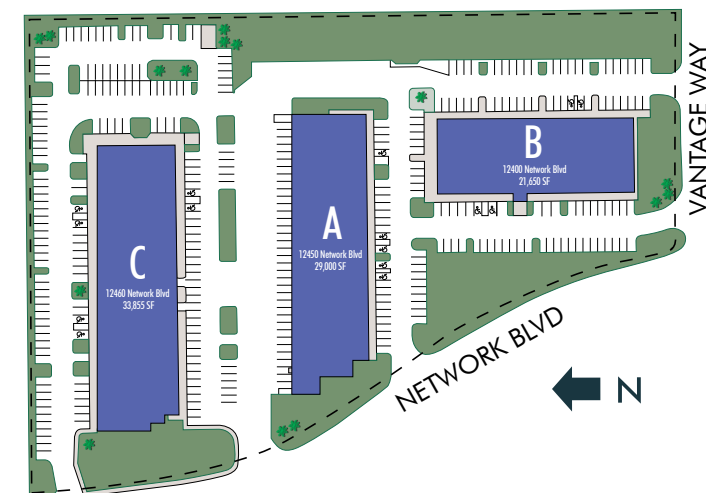 B
12400 Network Blvd
21,650 SF
A
12450 Network Blvd
29,000 SF
C
12460 Network Blvd
33,855 SF
VANTAGE WAY
NETWORK BLVD
N